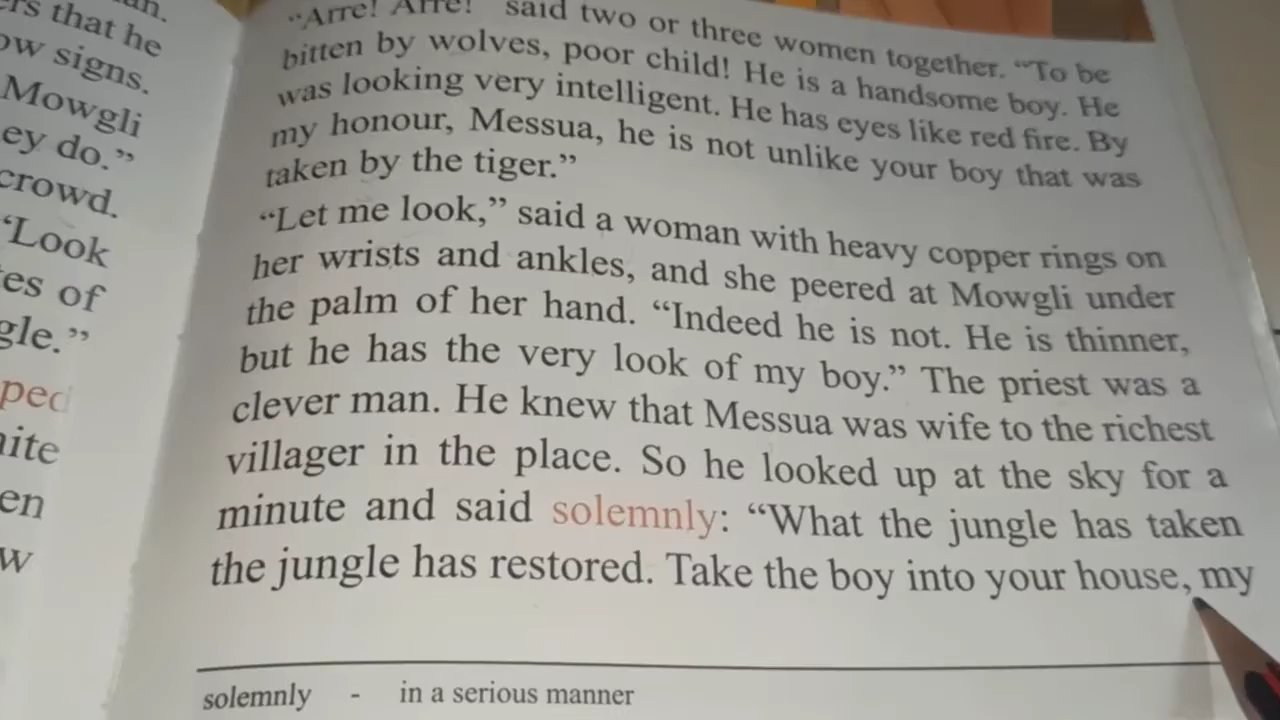 an.
ers that he
ow signs.
Mowgli
ey do.”
crowd.
“Look
tes of
gle.”
ped
ite
en
w
“Arre! Arre! said two or three women together. “To be
bitten by wolves, poor child! He is a handsome boy. He
was looking very intelligent. He has eyes like red fire. By
my honour, Messua, he is not unlike your boy that was
taken by the tiger.”
“Let me look,” said a woman with heavy copper rings on
her wrists and ankles, and she peered at Mowgli under
the palm of her hand. “Indeed he is not. He is thinner,
but he has the very look of my boy.” The priest was a
clever man. He knew that Messua was wife to the richest
villager in the place. So he looked up at the sky for a
minute and said solemnly: “What the jungle has taken
the jungle has restored. Take the boy into your house, my
solemnly - in a serious manner